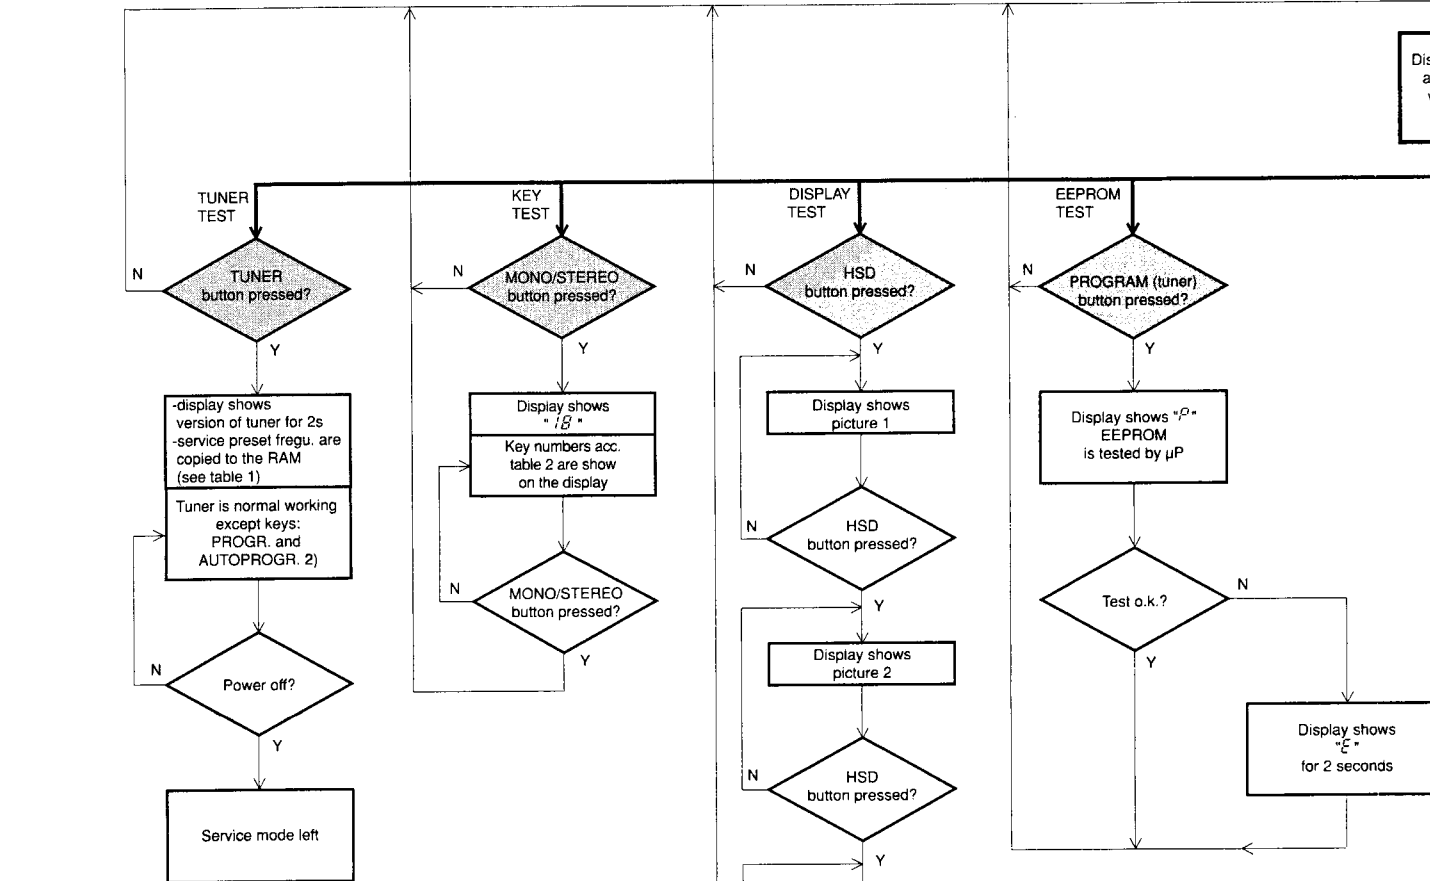 Dis
a
TUNER
TEST
N
TUNER
button pressed?
Y
-display shows
version of tuner for 2s
-service preset frequ. are
copied to the RAM
(see table 1)
Tuner is normal working
except keys:
PROGR. and
AUTOPROGR. 2)
N
Power off?
Y
Service mode left
KEY
TEST
N
MONO/STEREO
button pressed?
Y
Display shows
"18"
Key numbers acc.
table 2 are show
on the display
N
MONO/STEREO
button pressed?
Y
DISPLAY
TEST
N
HSD
button pressed?
Y
Display shows
picture 1
N
HSD
button pressed?
Y
Display shows
picture 2
N
HSD
button pressed?
Y
EEPROM
TEST
N
PROGRAM (tuner)
button pressed?
Y
Display shows "P"
EEPROM
is tested by µP
Test o.k.?
N
Y
Display shows
"E"
for 2 seconds